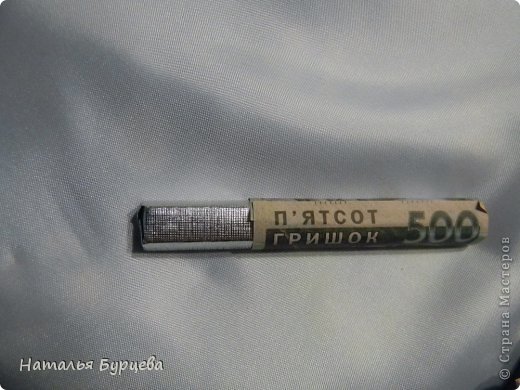 П'ЯТСОТ
ГРИШОК 500
Наталья Бурцева
© Страна Мастеров